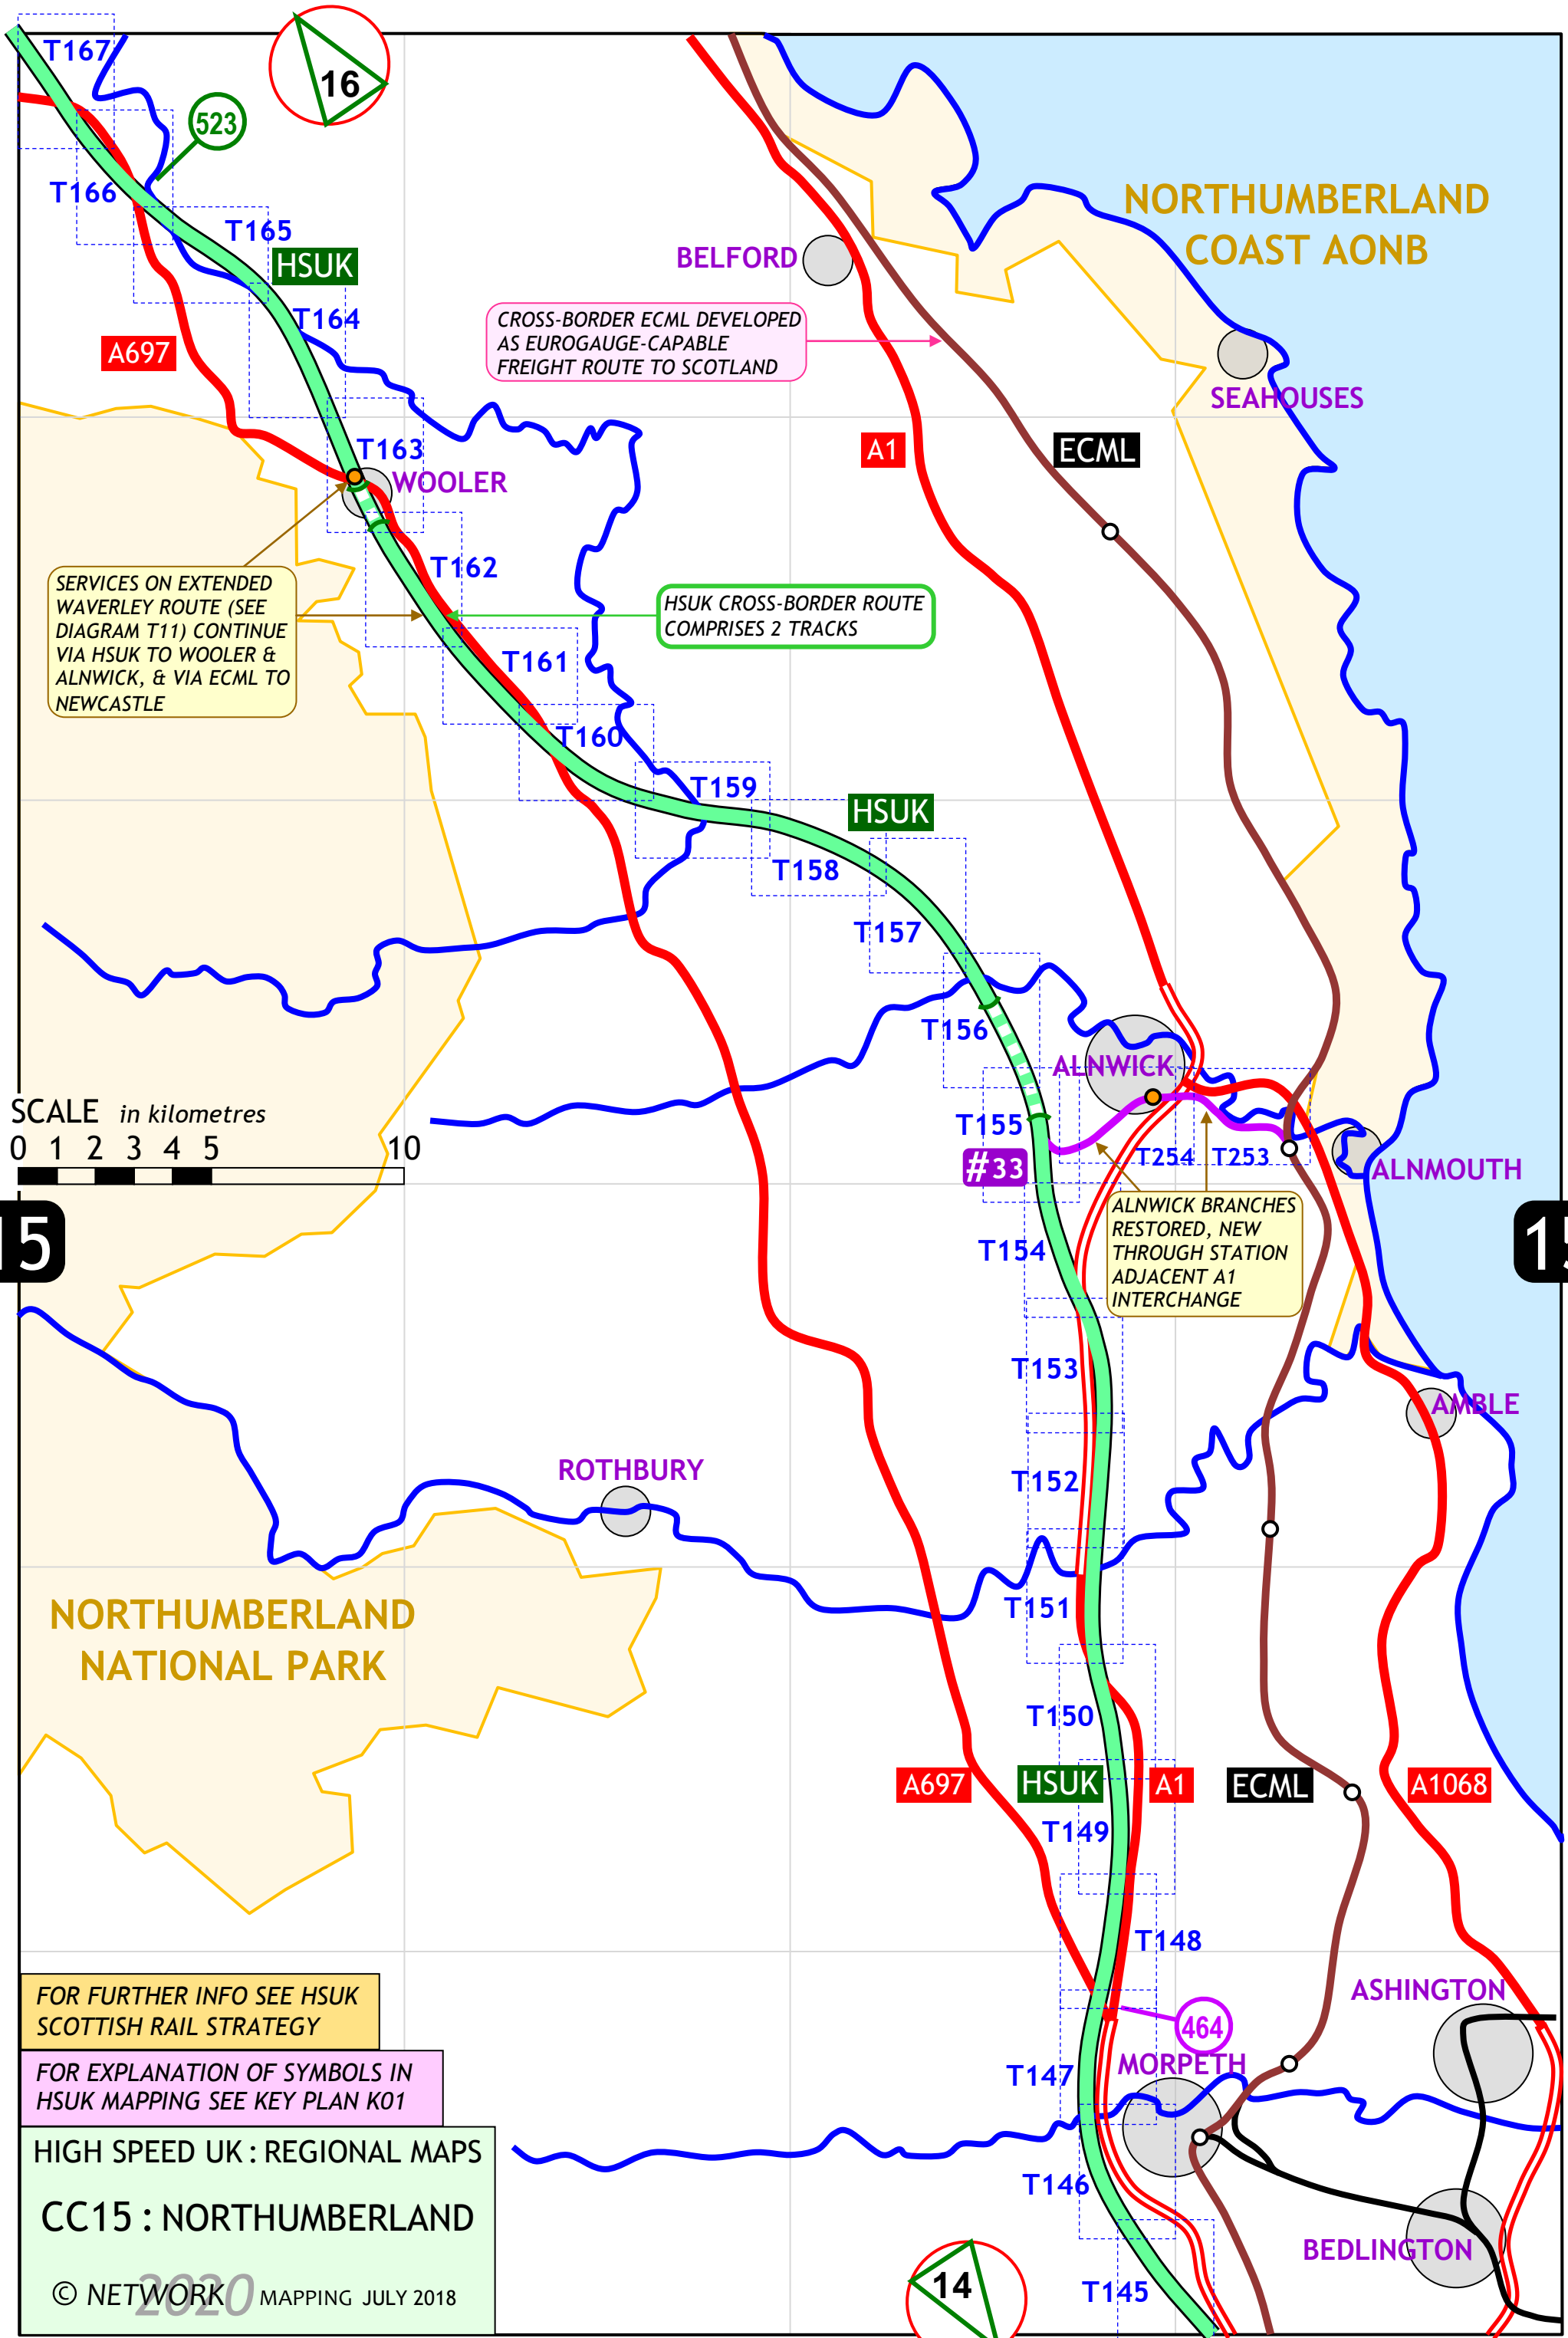 T167
16
523
T166
T165
HSUK
T164
A697
NORTHUMBERLAND
COAST AONB
BELFORD
CROSS-BORDER ECML DEVELOPED
AS EUROGAUGE-CAPABLE
FREIGHT ROUTE TO SCOTLAND
SEAHOUSES
A1
ECML
T163
WOOLER
T162
SERVICES ON EXTENDED
WAVERLEY ROUTE (SEE
DIAGRAM T11) CONTINUE
VIA HSUK TO WOOLER &
ALNWICK, & VIA ECML TO
NEWCASTLE
HSUK CROSS-BORDER ROUTE
COMPRISES 2 TRACKS
T161
T160
T159
HSUK
T158
T157
T156
ALNWICK
T155
#33
T254
T253
ALNMOUTH
SCALE in kilometres
0 1 2 3 4 5 10
15
15
T154
ALNWICK BRANCHES
RESTORED, NEW
THROUGH STATION
ADJACENT A1
INTERCHANGE
T153
AMBLE
T152
ROTHBURY
T151
NORTHUMBERLAND
NATIONAL PARK
T150
A697
HSUK
A1
ECML
A1068
T149
T148
ASHINGTON
464
MORPETH
T147
T146
BEDLINGTON
T145
14
FOR FURTHER INFO SEE HSUK
SCOTTISH RAIL STRATEGY
FOR EXPLANATION OF SYMBOLS IN
HSUK MAPPING SEE KEY PLAN K01
HIGH SPEED UK : REGIONAL MAPS
CC15 : NORTHUMBERLAND
© NETWORK 2020 MAPPING JULY 2018